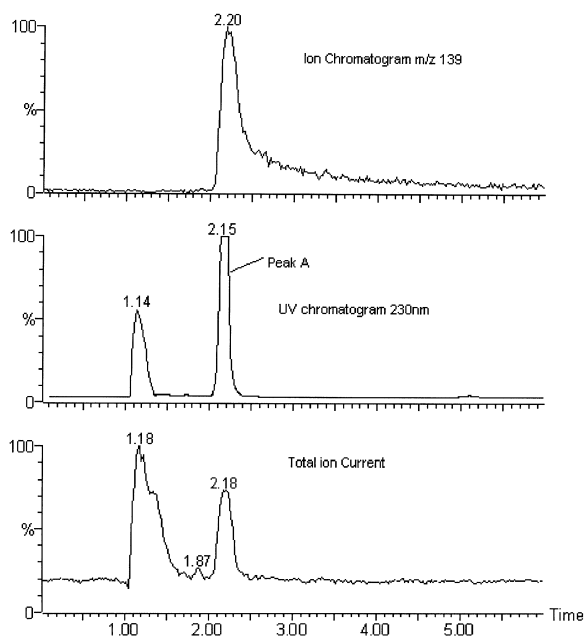 2.20
100
Ion Chromatogram m/z 139
%
0
2.15
100
Peak A
1.14
UV chromatogram 230nm
%
0
1.18
100
Total ion Current
2.18
%
1.87
0
Time
1.00 2.00 3.00 4.00 5.00